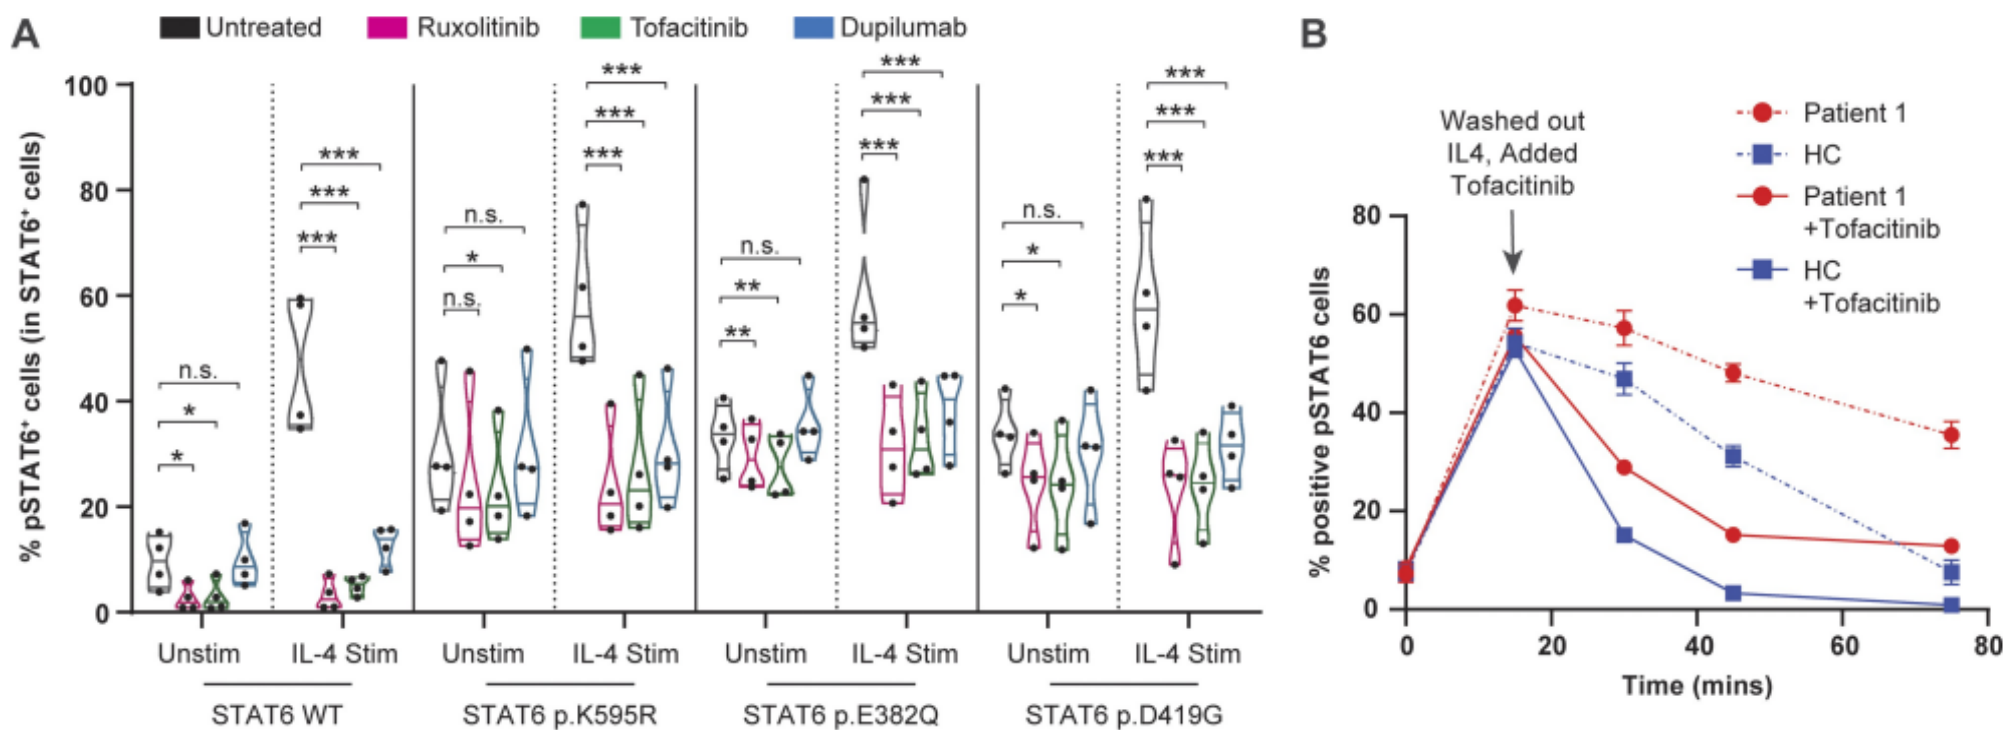 A
Untreated Ruxolitinib Tofacitinib Dupilumab
% pSTAT6⁺ cells (in STAT6⁺ cells)
100
80
60
40
20
0
n.s.
*
*
***
***
***
n.s.
*
n.s.
***
***
***
n.s.
**
**
***
***
***
n.s.
*
*
***
***
***
Unstim IL-4 Stim Unstim IL-4 Stim Unstim IL-4 Stim Unstim IL-4 Stim
STAT6 WT STAT6 p.K595R STAT6 p.E382Q STAT6 p.D419G
B
Washed out
IL4, Added
Tofacitinib
Patient 1
HC
Patient 1
+Tofacitinib
HC
+Tofacitinib
% positive pSTAT6 cells
80
60
40
20
0
0 20 40 60 80
Time (mins)